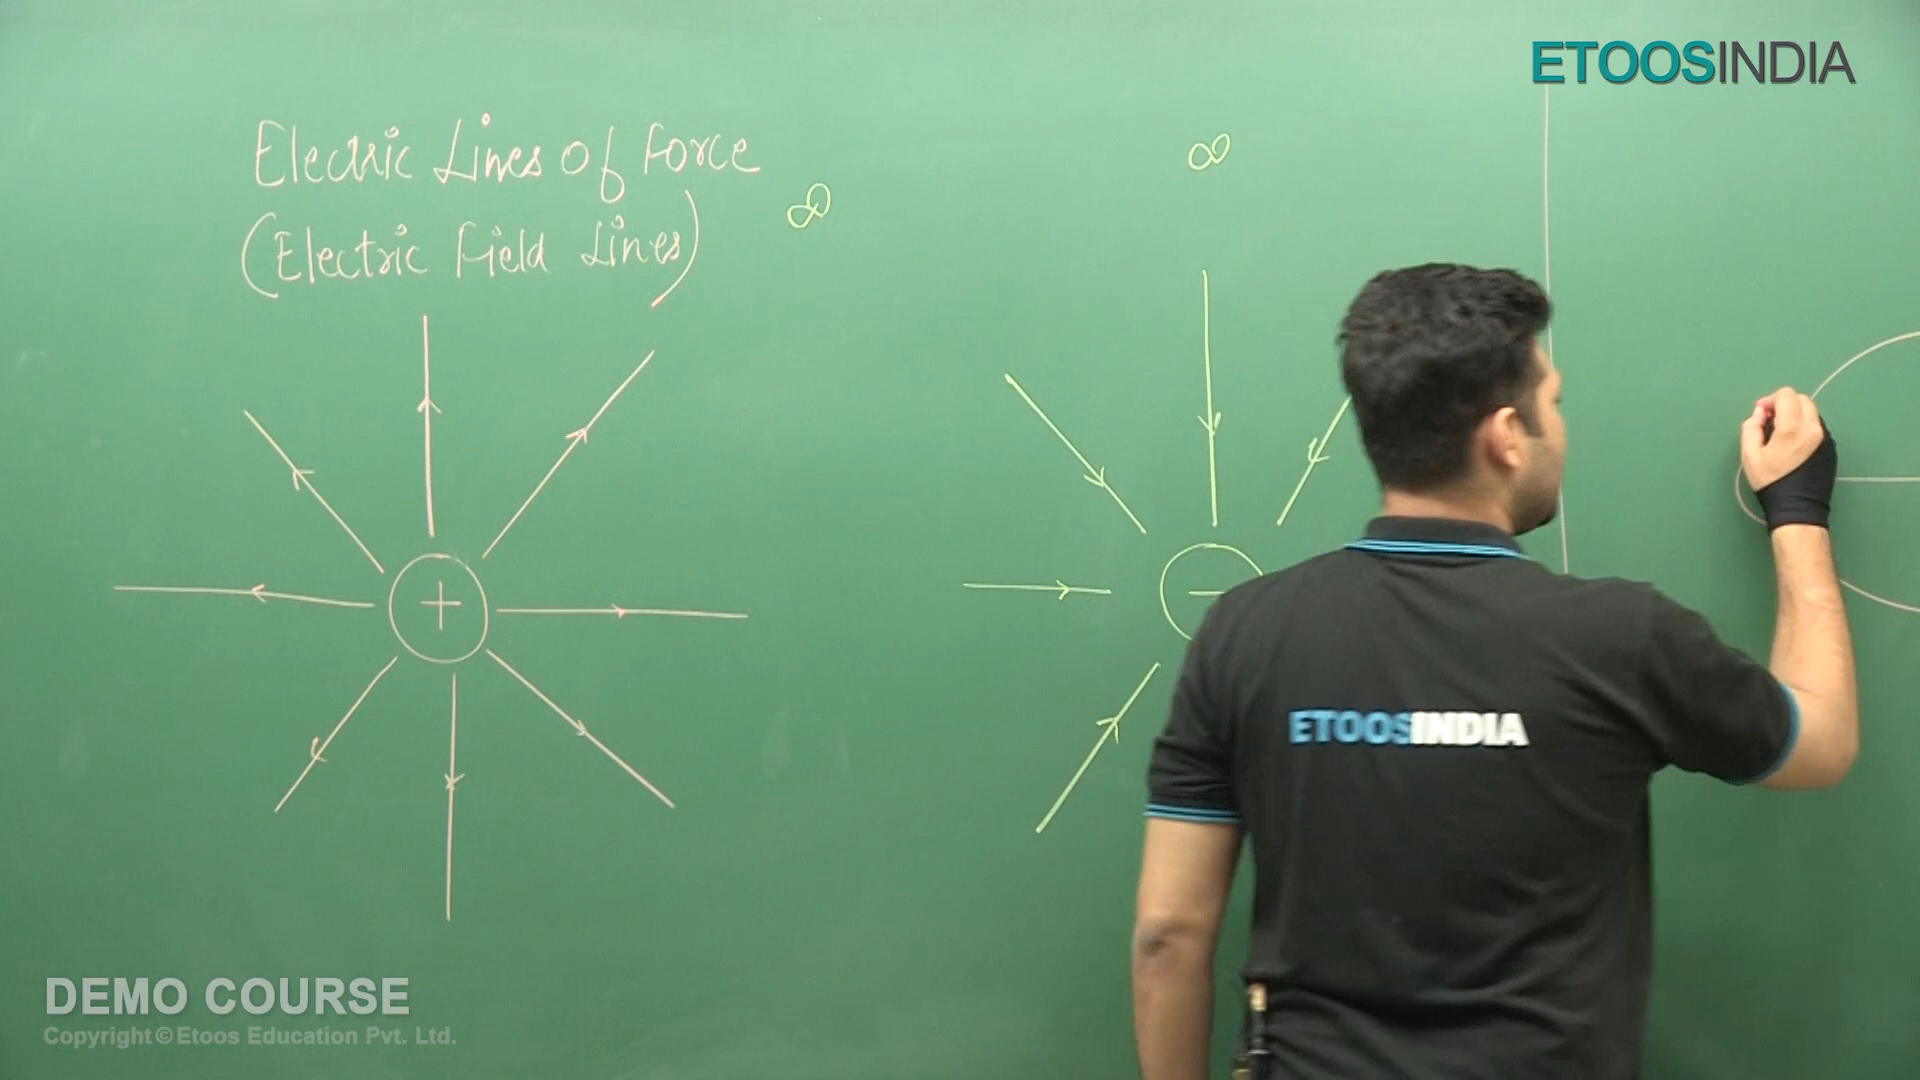 ETOOSINDIA
Electric Lines Of Force
(Electric Field Lines)
∞
∞
+
−
ETOOSINDIA
DEMO COURSE
Copyright © Etoos Education Pvt. Ltd.